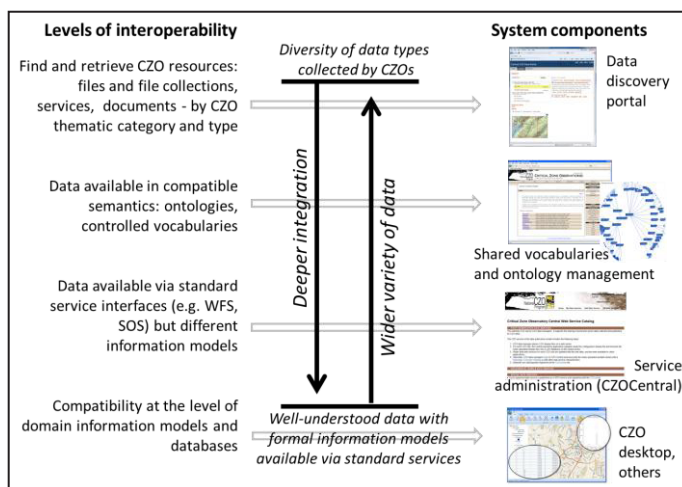 Levels of interoperability
Find and retrieve CZO resources:
files and file collections,
services, documents - by CZO
thematic category and type
Data available in compatible
semantics: ontologies,
controlled vocabularies
Data available via standard
service interfaces (e.g. WFS,
SOS) but different
information models
Compatibility at the level of
domain information models and
databases
Diversity of data types
collected by CZOs
Deeper integration
Wider variety of data
Well-understood data with
formal information models
available via standard services
System components
Data
discovery
portal
Shared vocabularies
and ontology management
CZO
Service
administration (CZOCentral)
CZO
desktop,
others